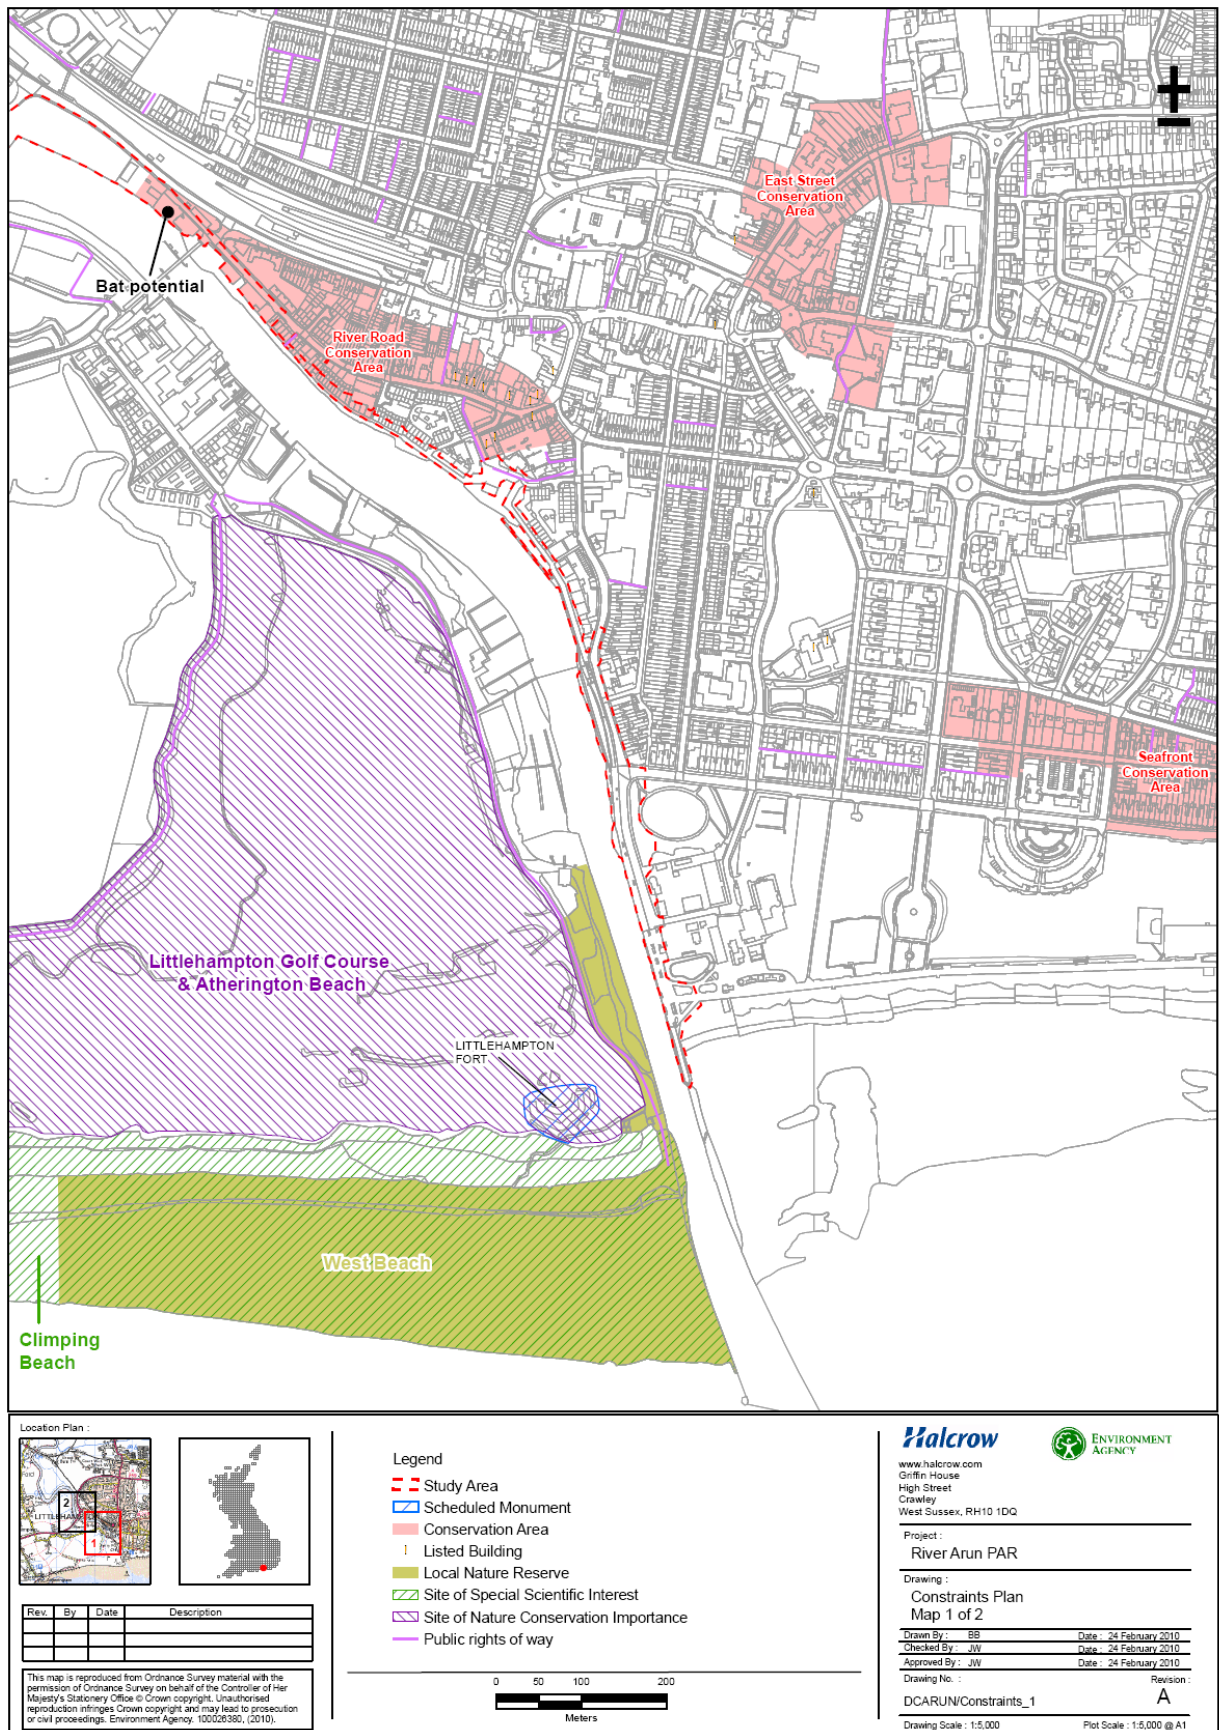 East Street
Conservation
Area
Bat potential
River Road
Conservation
Area
Seafront
Conservation
Area
Littlehampton Golf Course
& Atherington Beach
LITTLEHAMPTON
FORT
West Beach
Climping
Beach
Location Plan :
2
LITTLEHAMPTON
1
Rev. By Date Description
This map is reproduced from Ordnance Survey material with the
permission of Ordnance Survey on behalf of the Controller of Her
Majesty's Stationery Office © Crown copyright. Unauthorised
reproduction infringes Crown copyright and may lead to prosecution
or civil proceedings. Environment Agency. 100026380, (2010).
Legend
Study Area
Scheduled Monument
Conservation Area
Listed Building
Local Nature Reserve
Site of Special Scientific Interest
Site of Nature Conservation Importance
Public rights of way
0 50 100 200
Meters
Halcrow
ENVIRONMENT
AGENCY
www.halcrow.com
Griffin House
High Street
Crawley
West Sussex, RH10 1DQ
Project :
River Arun PAR
Drawing :
Constraints Plan
Map 1 of 2
Drawn By : BB Date : 24 February 2010
Checked By : JW Date : 24 February 2010
Approved By : JW Date : 24 February 2010
Drawing No. : Revision :
DCARUN/Constraints_1 A
Drawing Scale : 1:5,000 Plot Scale : 1:5,000 @ A1